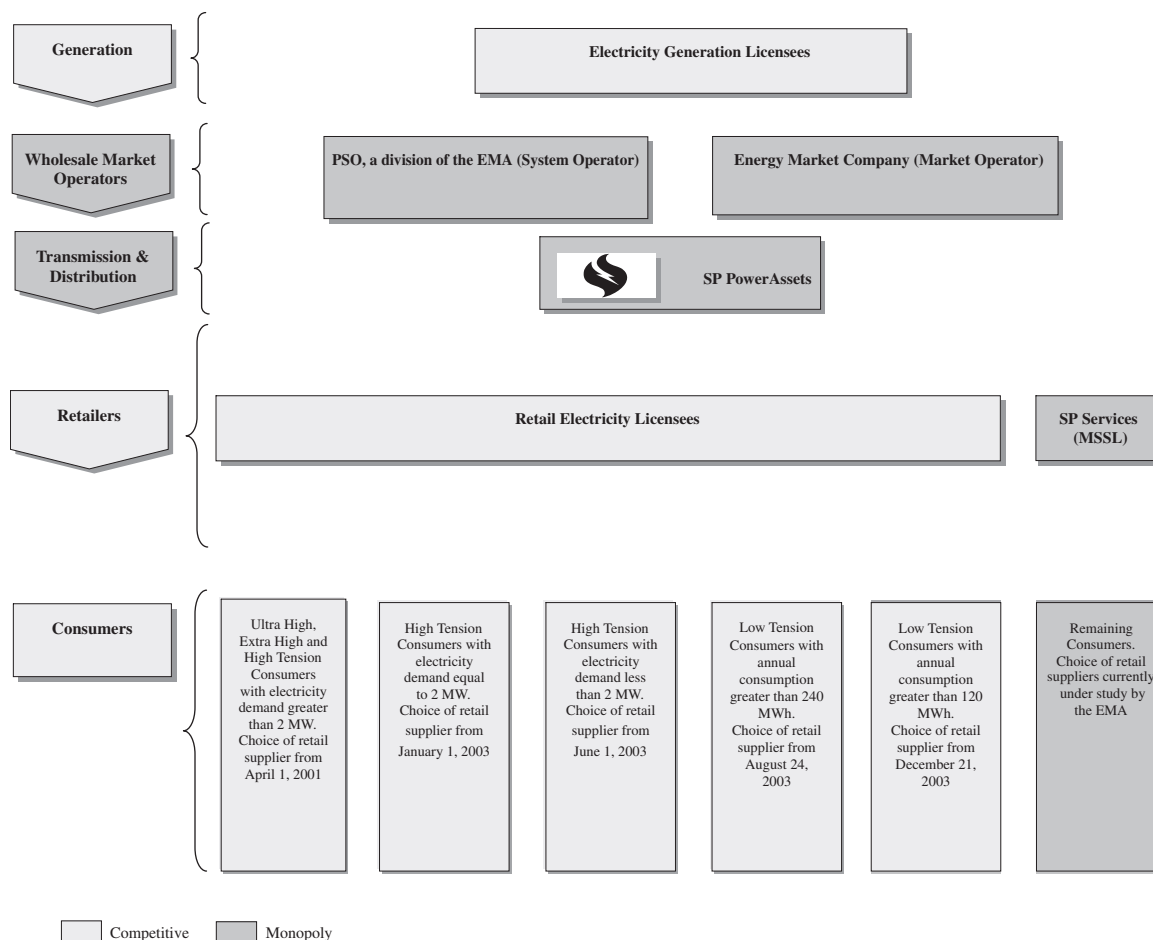 Generation
Electricity Generation Licensees
Wholesale Market
Operators
PSO, a division of the EMA (System Operator)
Energy Market Company (Market Operator)
Transmission &
Distribution
SP PowerAssets
Retailers
Retail Electricity Licensees
SP Services
(MSSL)
Consumers
Ultra High,
Extra High and
High Tension
Consumers
with electricity
demand greater
than 2 MW.
Choice of retail
supplier from
April 1, 2001
High Tension
Consumers with
electricity
demand equal
to 2 MW.
Choice of retail
supplier from
January 1, 2003
High Tension
Consumers with
electricity
demand less
than 2 MW.
Choice of retail
supplier from
June 1, 2003
Low Tension
Consumers with
annual
consumption
greater than 240
MWh.
Choice of retail
supplier from
August 24,
2003
Low Tension
Consumers with
annual
consumption
greater than 120
MWh.
Choice of retail
supplier from
December 21,
2003
Remaining
Consumers.
Choice of retail
suppliers currently
under study by
the EMA
Competitive
Monopoly